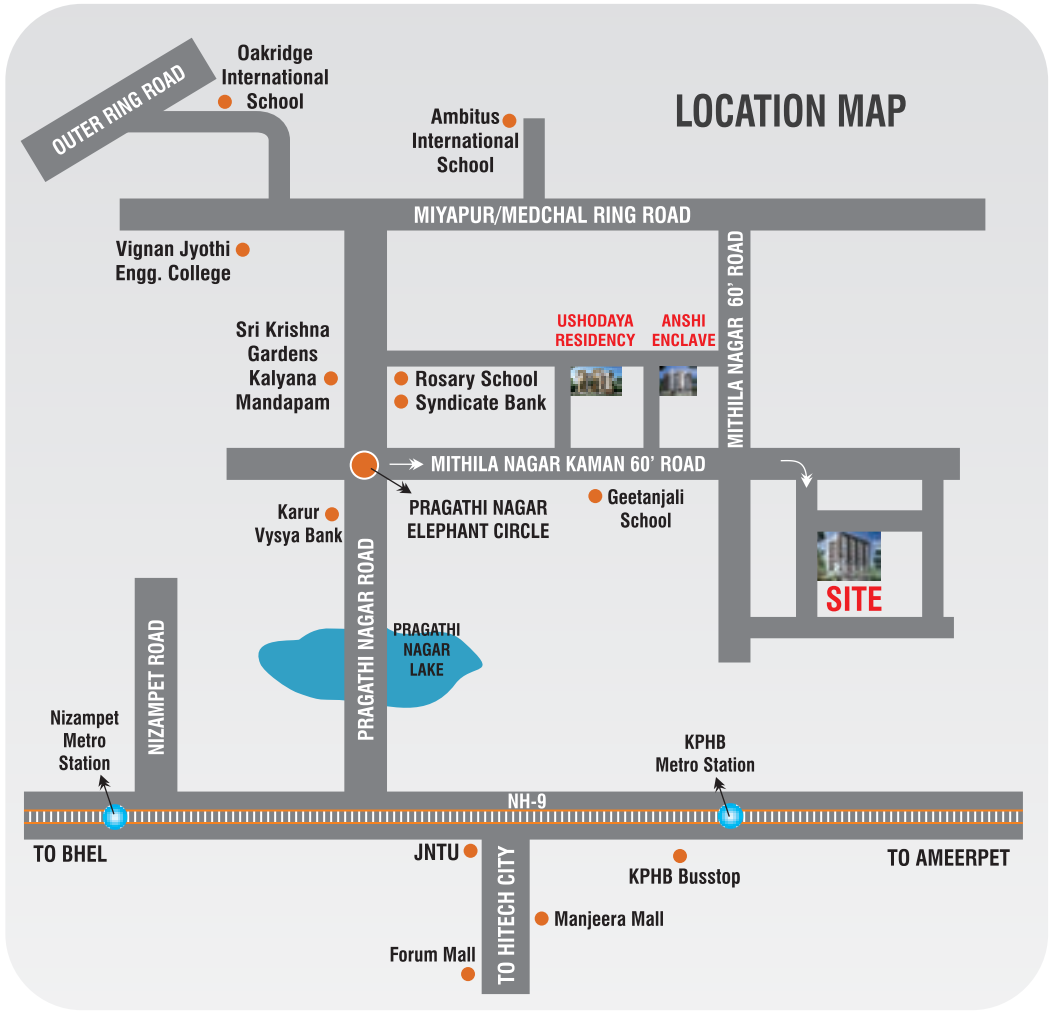 LOCATION MAP
OUTER RING ROAD
Oakridge
International
School
Ambitus
International
School
MIYAPUR/MEDCHAL RING ROAD
Vignan Jyothi
Engg. College
MITHILA NAGAR 60' ROAD
Sri Krishna
Gardens
Kalyana
Mandapam
USHODAYA
RESIDENCY
ANSHI
ENCLAVE
Rosary School
Syndicate Bank
MITHILA NAGAR KAMAN 60' ROAD
PRAGATHI NAGAR
ELEPHANT CIRCLE
Geetanjali
School
Karur
Vysya Bank
SITE
PRAGATHI NAGAR ROAD
PRAGATHI
NAGAR
LAKE
NIZAMPET ROAD
Nizampet
Metro
Station
KPHB
Metro Station
NH-9
TO BHEL
JNTU
TO AMEERPET
KPHB Busstop
TO HITECH CITY
Manjeera Mall
Forum Mall